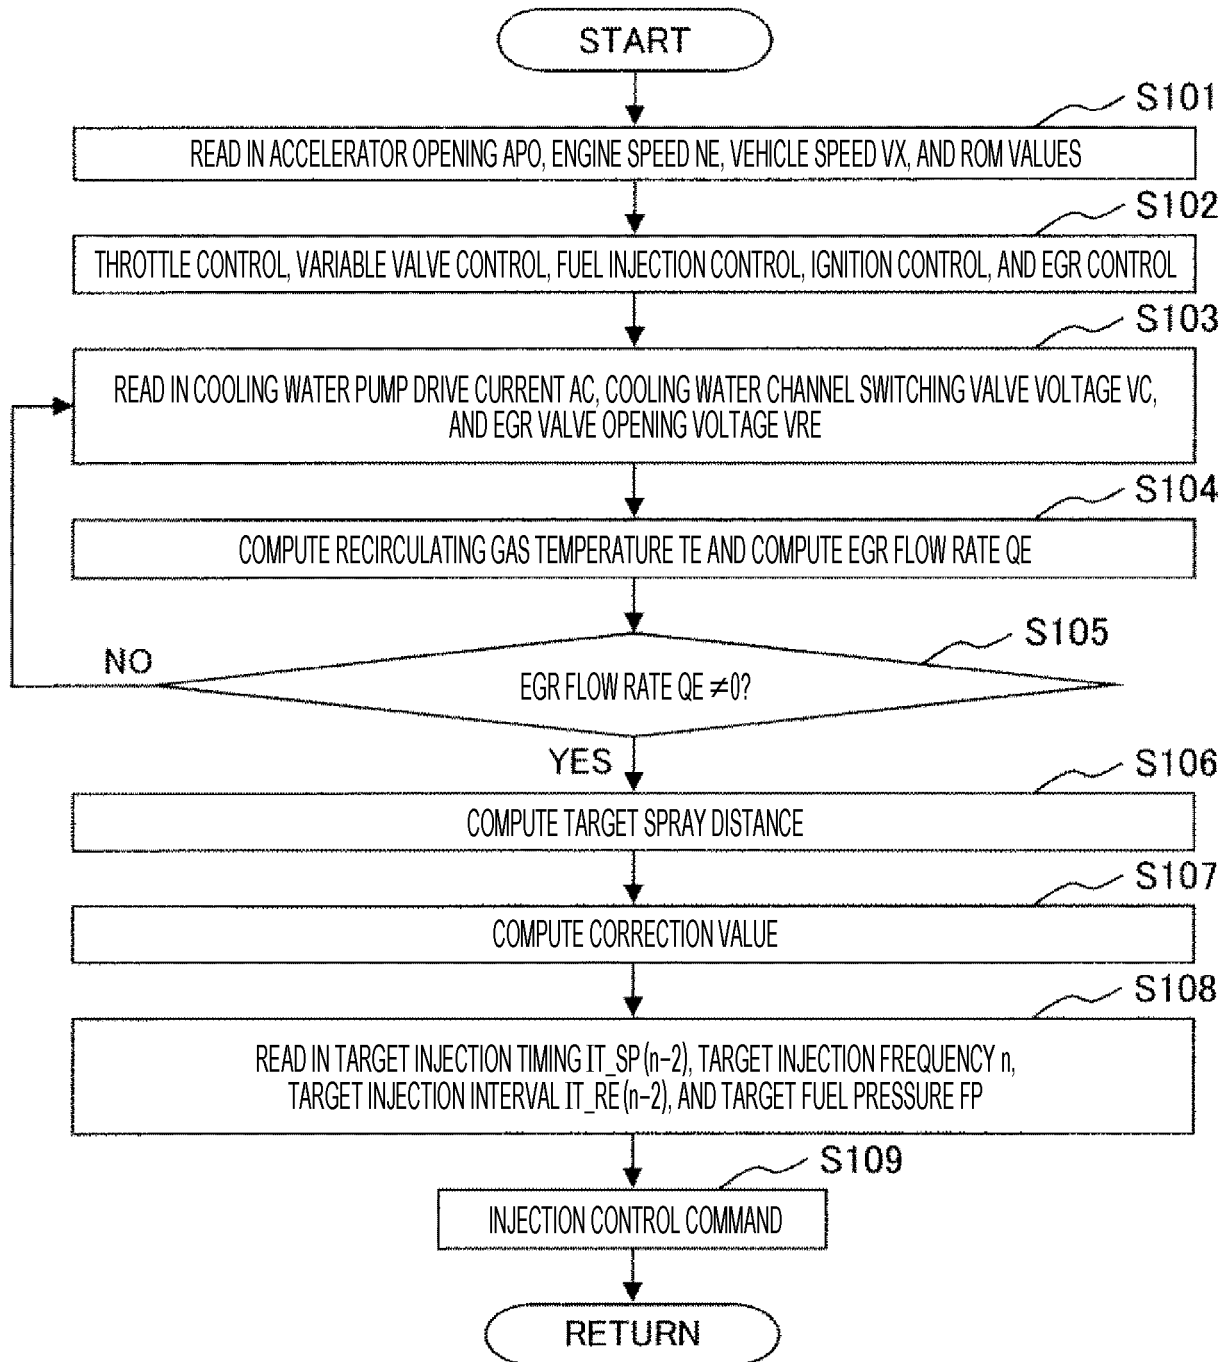 START
S101
READ IN ACCELERATOR OPENING APO, ENGINE SPEED NE, VEHICLE SPEED VX, AND ROM VALUES
S102
THROTTLE CONTROL, VARIABLE VALVE CONTROL, FUEL INJECTION CONTROL, IGNITION CONTROL, AND EGR CONTROL
S103
READ IN COOLING WATER PUMP DRIVE CURRENT AC, COOLING WATER CHANNEL SWITCHING VALVE VOLTAGE VC,
AND EGR VALVE OPENING VOLTAGE VRE
S104
COMPUTE RECIRCULATING GAS TEMPERATURE TE AND COMPUTE EGR FLOW RATE QE
S105
NO
EGR FLOW RATE QE ≠0?
YES
S106
COMPUTE TARGET SPRAY DISTANCE
S107
COMPUTE CORRECTION VALUE
S108
READ IN TARGET INJECTION TIMING IT_SP(n-2), TARGET INJECTION FREQUENCY n,
TARGET INJECTION INTERVAL IT_RE(n-2), AND TARGET FUEL PRESSURE FP
S109
INJECTION CONTROL COMMAND
RETURN